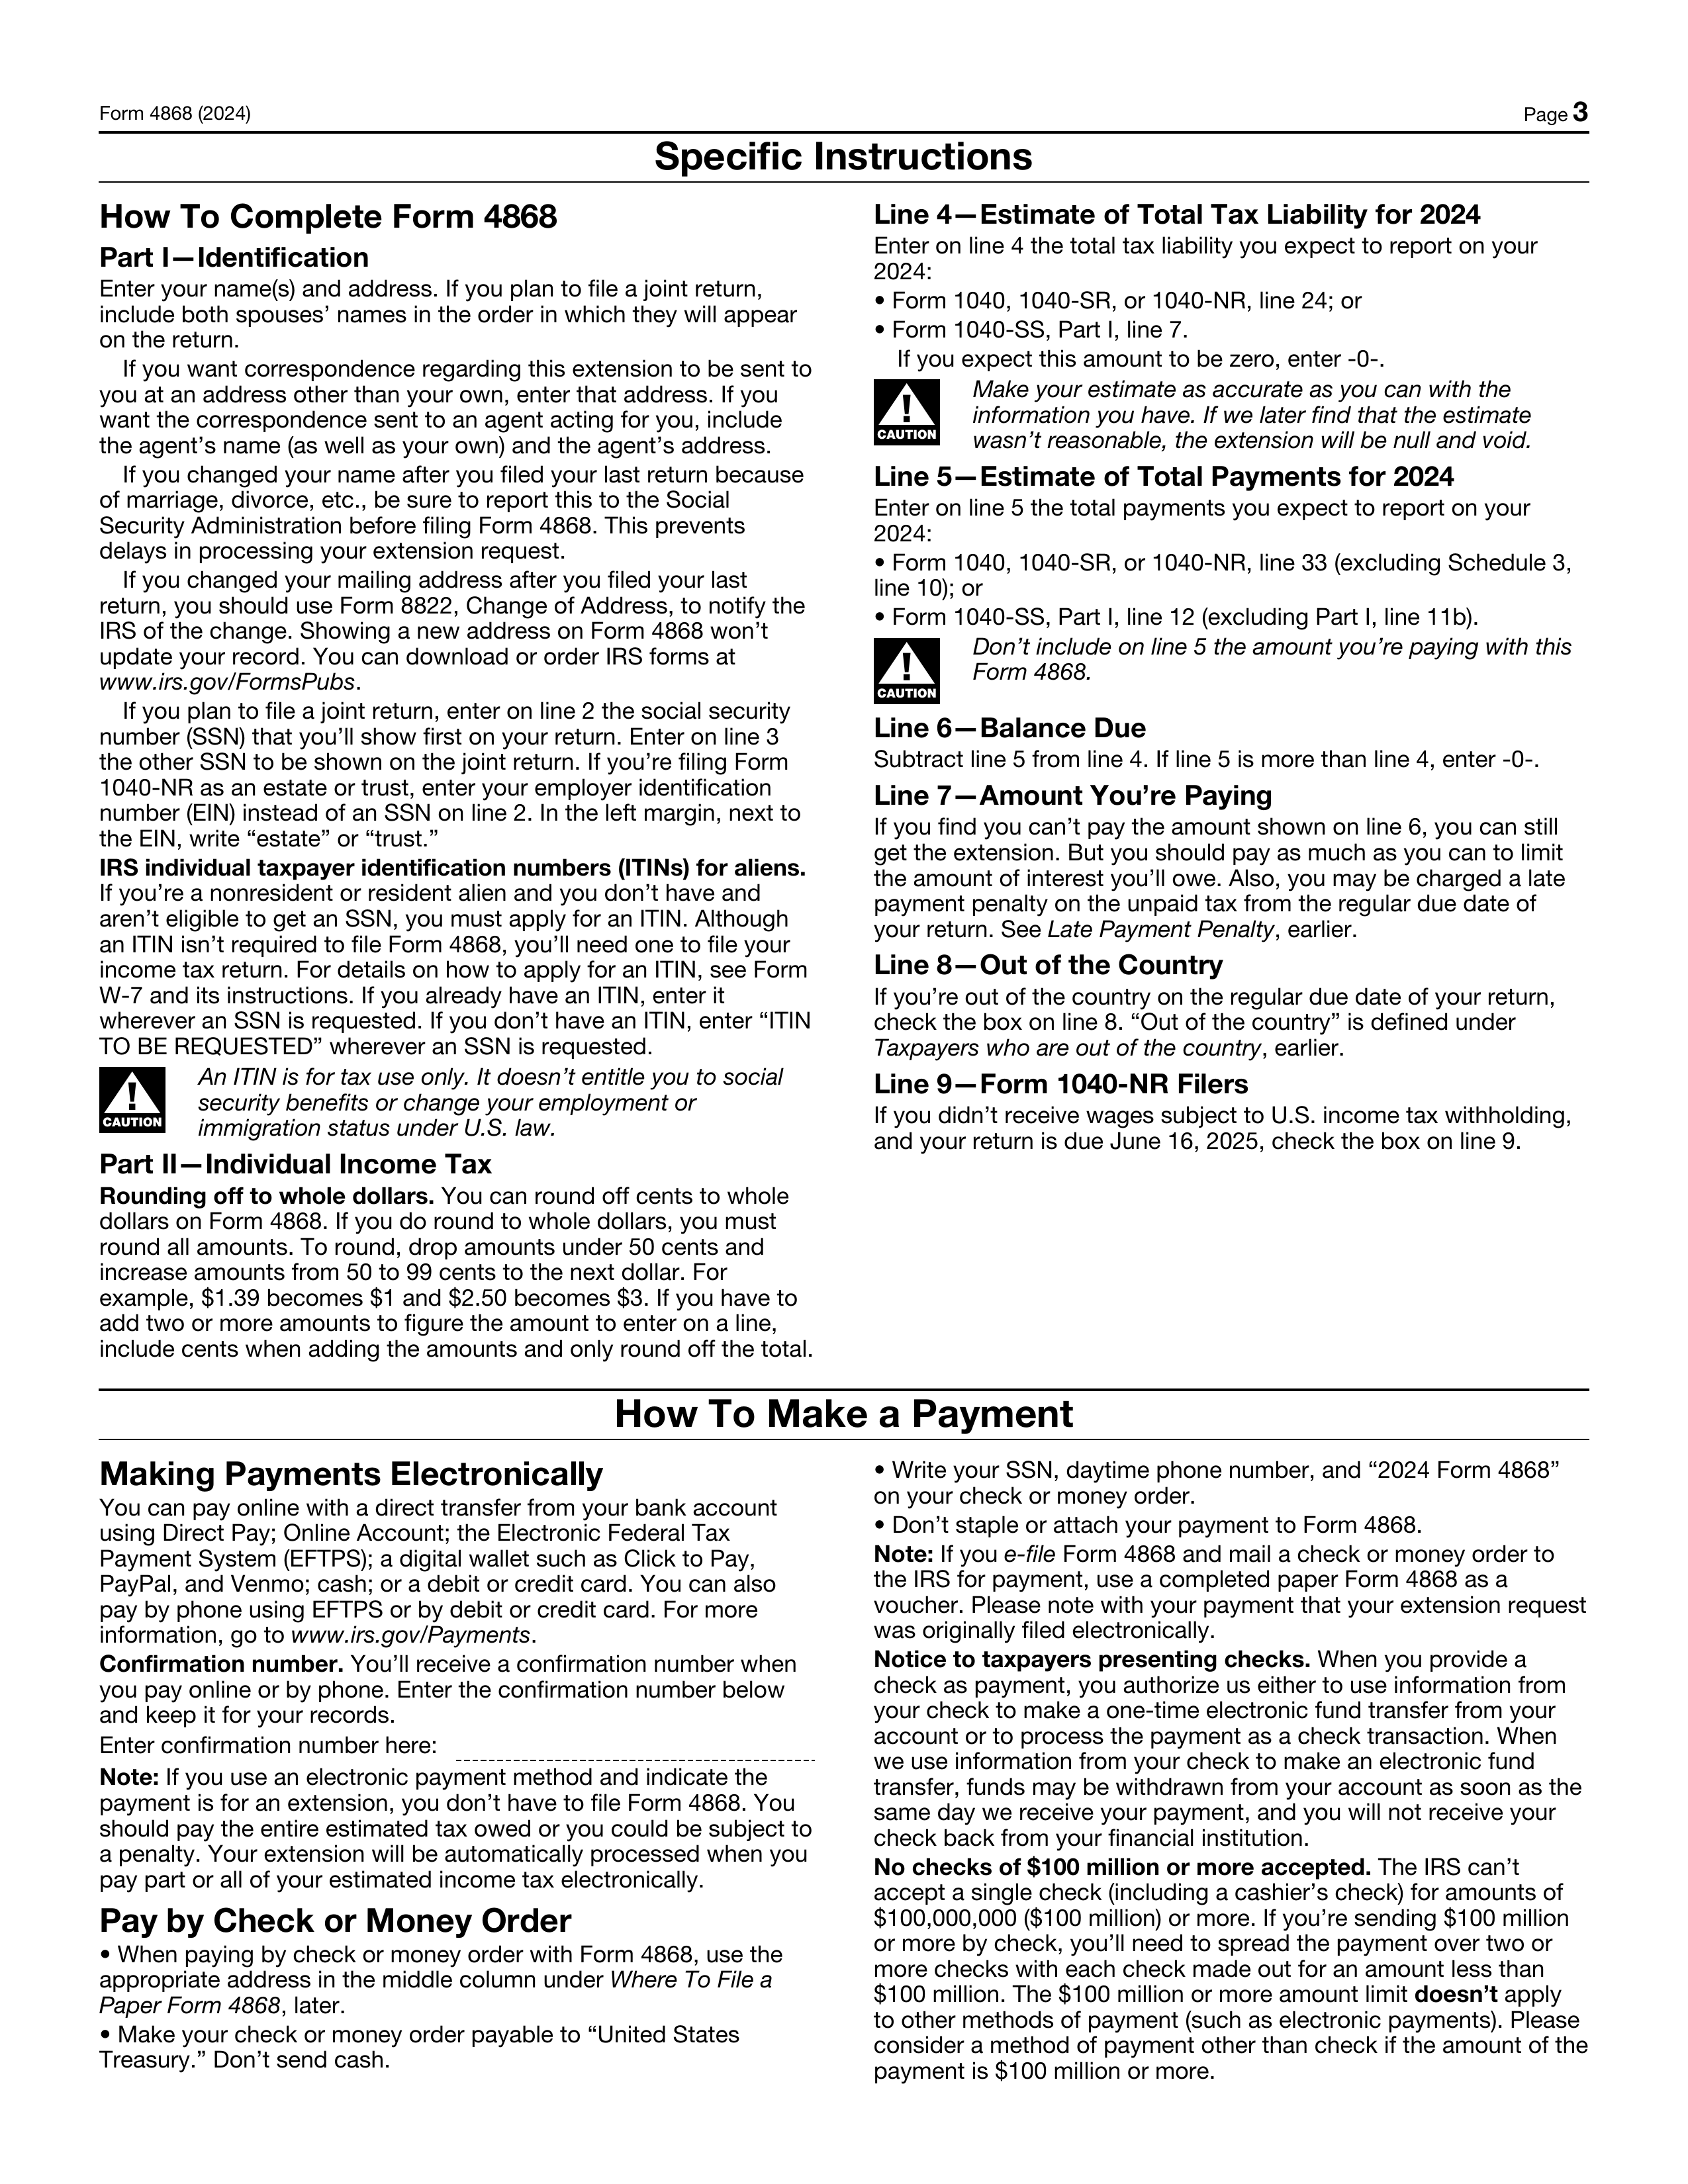 Form 4868 (2024)
Page 3
Specific Instructions
How To Complete Form 4868
Part I—Identification
Enter your name(s) and address. If you plan to file a joint return,
include both spouses’ names in the order in which they will appear
on the return.
If you want correspondence regarding this extension to be sent to
you at an address other than your own, enter that address. If you
want the correspondence sent to an agent acting for you, include
the agent’s name (as well as your own) and the agent’s address.
If you changed your name after you filed your last return because
of marriage, divorce, etc., be sure to report this to the Social
Security Administration before filing Form 4868. This prevents
delays in processing your extension request.
If you changed your mailing address after you filed your last
return, you should use Form 8822, Change of Address, to notify the
IRS of the change. Showing a new address on Form 4868 won’t
update your record. You can download or order IRS forms at
www.irs.gov/FormsPubs.
If you plan to file a joint return, enter on line 2 the social security
number (SSN) that you’ll show first on your return. Enter on line 3
the other SSN to be shown on the joint return. If you’re filing Form
1040-NR as an estate or trust, enter your employer identification
number (EIN) instead of an SSN on line 2. In the left margin, next to
the EIN, write “estate” or “trust.”
IRS individual taxpayer identification numbers (ITINs) for aliens.
If you’re a nonresident or resident alien and you don’t have and
aren’t eligible to get an SSN, you must apply for an ITIN. Although
an ITIN isn’t required to file Form 4868, you’ll need one to file your
income tax return. For details on how to apply for an ITIN, see Form
W-7 and its instructions. If you already have an ITIN, enter it
wherever an SSN is requested. If you don’t have an ITIN, enter “ITIN
TO BE REQUESTED” wherever an SSN is requested.
CAUTION
An ITIN is for tax use only. It doesn’t entitle you to social
security benefits or change your employment or
immigration status under U.S. law.
Part II—Individual Income Tax
Rounding off to whole dollars. You can round off cents to whole
dollars on Form 4868. If you do round to whole dollars, you must
round all amounts. To round, drop amounts under 50 cents and
increase amounts from 50 to 99 cents to the next dollar. For
example, $1.39 becomes $1 and $2.50 becomes $3. If you have to
add two or more amounts to figure the amount to enter on a line,
include cents when adding the amounts and only round off the total.
Line 4—Estimate of Total Tax Liability for 2024
Enter on line 4 the total tax liability you expect to report on your
2024:
• Form 1040, 1040-SR, or 1040-NR, line 24; or
• Form 1040-SS, Part I, line 7.
If you expect this amount to be zero, enter -0-.
CAUTION
Make your estimate as accurate as you can with the
information you have. If we later find that the estimate
wasn’t reasonable, the extension will be null and void.
Line 5—Estimate of Total Payments for 2024
Enter on line 5 the total payments you expect to report on your
2024:
• Form 1040, 1040-SR, or 1040-NR, line 33 (excluding Schedule 3,
line 10); or
• Form 1040-SS, Part I, line 12 (excluding Part I, line 11b).
CAUTION
Don’t include on line 5 the amount you’re paying with this
Form 4868.
Line 6—Balance Due
Subtract line 5 from line 4. If line 5 is more than line 4, enter -0-.
Line 7—Amount You’re Paying
If you find you can’t pay the amount shown on line 6, you can still
get the extension. But you should pay as much as you can to limit
the amount of interest you’ll owe. Also, you may be charged a late
payment penalty on the unpaid tax from the regular due date of
your return. See Late Payment Penalty, earlier.
Line 8—Out of the Country
If you’re out of the country on the regular due date of your return,
check the box on line 8. “Out of the country” is defined under
Taxpayers who are out of the country, earlier.
Line 9—Form 1040-NR Filers
If you didn’t receive wages subject to U.S. income tax withholding,
and your return is due June 16, 2025, check the box on line 9.
How To Make a Payment
Making Payments Electronically
You can pay online with a direct transfer from your bank account
using Direct Pay; Online Account; the Electronic Federal Tax
Payment System (EFTPS); a digital wallet such as Click to Pay,
PayPal, and Venmo; cash; or a debit or credit card. You can also
pay by phone using EFTPS or by debit or credit card. For more
information, go to www.irs.gov/Payments.
Confirmation number. You’ll receive a confirmation number when
you pay online or by phone. Enter the confirmation number below
and keep it for your records.
Enter confirmation number here:
Note: If you use an electronic payment method and indicate the
payment is for an extension, you don’t have to file Form 4868. You
should pay the entire estimated tax owed or you could be subject to
a penalty. Your extension will be automatically processed when you
pay part or all of your estimated income tax electronically.
Pay by Check or Money Order
• When paying by check or money order with Form 4868, use the
appropriate address in the middle column under Where To File a
Paper Form 4868, later.
• Make your check or money order payable to “United States
Treasury.” Don’t send cash.
• Write your SSN, daytime phone number, and “2024 Form 4868”
on your check or money order.
• Don’t staple or attach your payment to Form 4868.
Note: If you e-file Form 4868 and mail a check or money order to
the IRS for payment, use a completed paper Form 4868 as a
voucher. Please note with your payment that your extension request
was originally filed electronically.
Notice to taxpayers presenting checks. When you provide a
check as payment, you authorize us either to use information from
your check to make a one-time electronic fund transfer from your
account or to process the payment as a check transaction. When
we use information from your check to make an electronic fund
transfer, funds may be withdrawn from your account as soon as the
same day we receive your payment, and you will not receive your
check back from your financial institution.
No checks of $100 million or more accepted. The IRS can’t
accept a single check (including a cashier’s check) for amounts of
$100,000,000 ($100 million) or more. If you’re sending $100 million
or more by check, you’ll need to spread the payment over two or
more checks with each check made out for an amount less than
$100 million. The $100 million or more amount limit doesn’t apply
to other methods of payment (such as electronic payments). Please
consider a method of payment other than check if the amount of the
payment is $100 million or more.